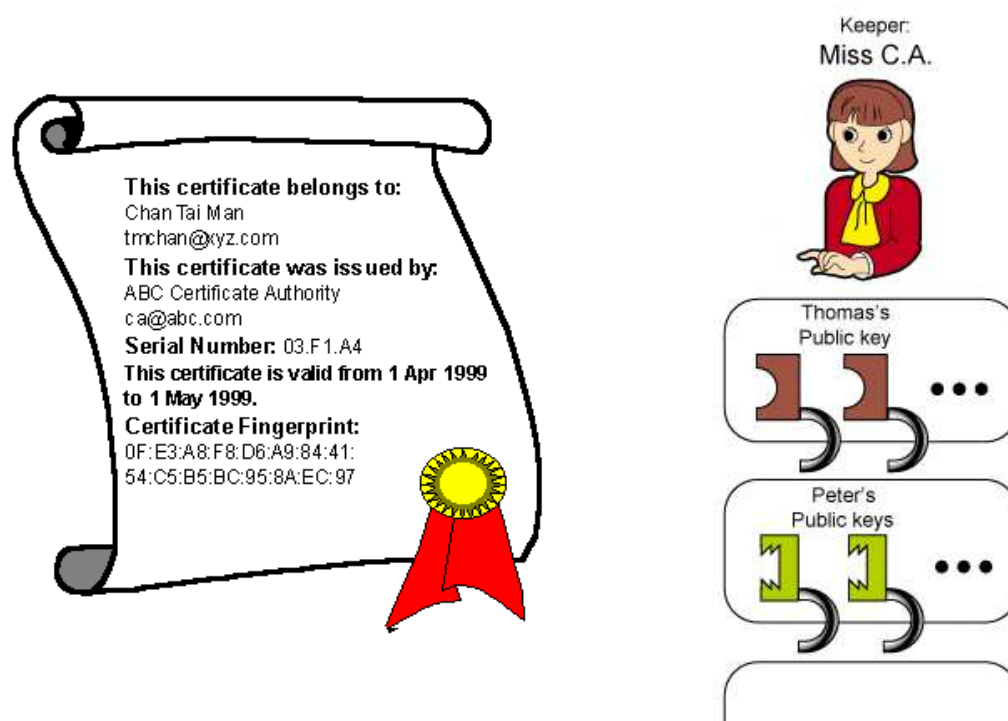 This certificate belongs to:
Chan Tai Man
tmchan@xyz.com
This certificate was issued by:
ABC Certificate Authority
ca@abc.com
Serial Number: 03.F1.A4
This certificate is valid from 1 Apr 1999
to 1 May 1999.
Certificate Fingerprint:
0F:E3:A8:F8:D6:A9:84:41:
54:C5:B5:BC:95:8A:EC:97
Keeper:
Miss C.A.
Thomas's
Public key
Peter's
Public keys